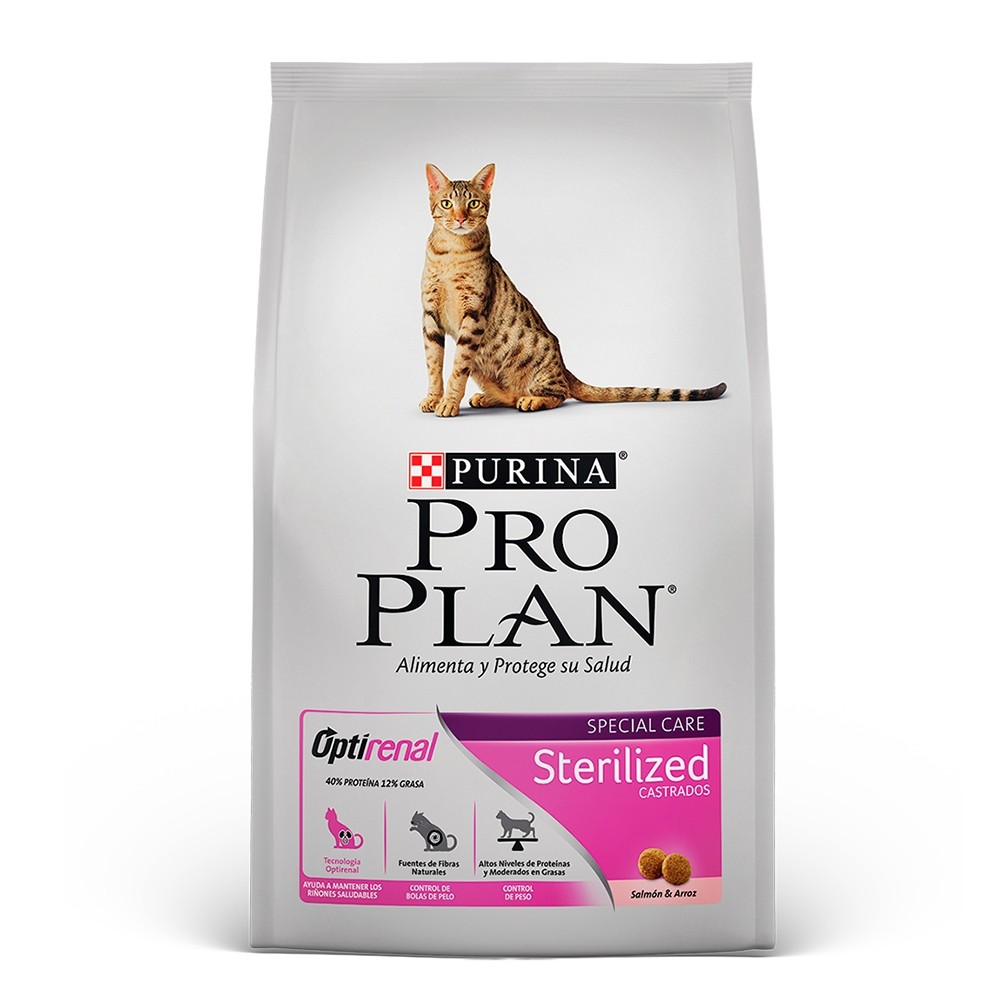 PURINA®
PRO
PLAN®
Alimenta y Protege su Salud
SPECIAL CARE
Optirenal
Sterilized
CASTRADOS
40% PROTEÍNA 12% GRASA
Tecnología
Optirenal
Fuentes de Fibras
Naturales
Altos Niveles de Proteínas
y Moderados en Grasas
AYUDA A MANTENER LOS
RIÑONES SALUDABLES
CONTROL DE
BOLAS DE PELO
CONTROL
DE PESO
Salmón & Arroz